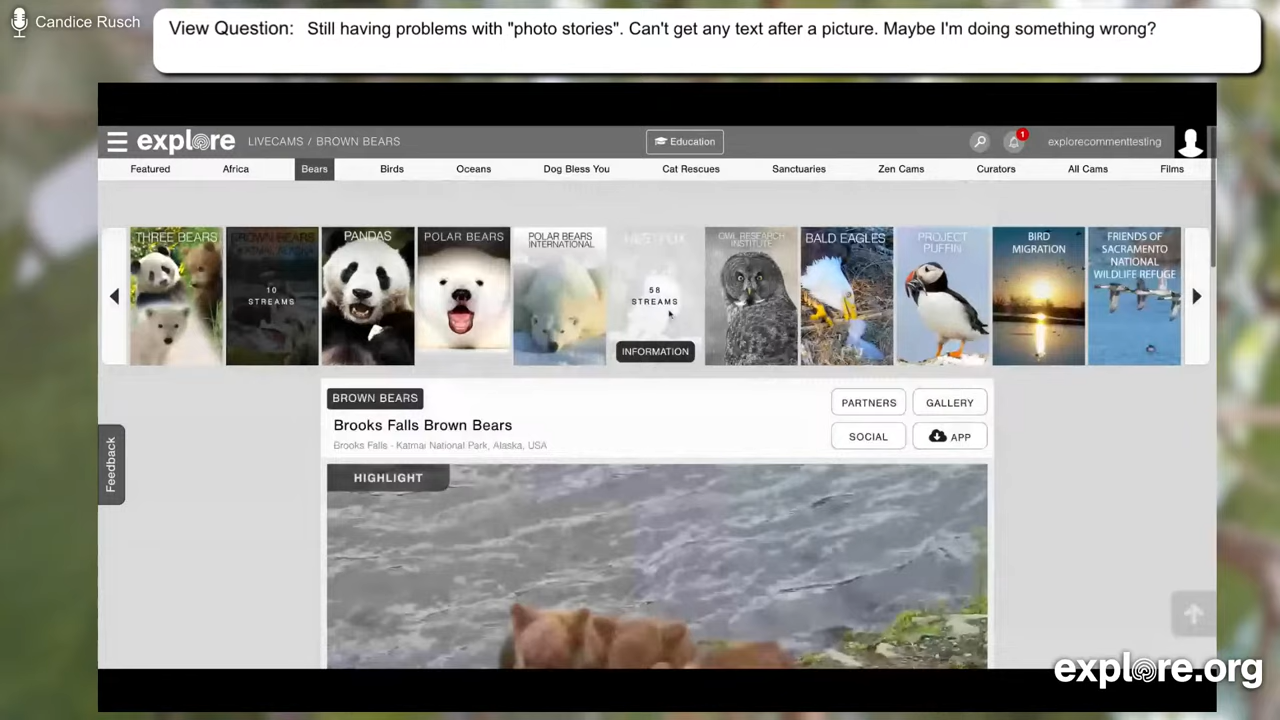 Candice Rusch
View Question: Still having problems with "photo stories". Can't get any text after a picture. Maybe I'm doing something wrong?
explore LIVECAMS / BROWN BEARS Education 1 explorecommenttesting
Featured Africa Bears Birds Oceans Dog Bless You Cat Rescues Sanctuaries Zen Cams Curators All Cams Films
THREE BEARS
10
STREAMS
PANDAS
POLAR BEARS
POLAR BEARS
INTERNATIONAL
58
STREAMS
INFORMATION
OWL RESEARCH
INSTITUTE
BALD EAGLES
PROJECT
PUFFIN
BIRD
MIGRATION
FRIENDS OF
SACRAMENTO
NATIONAL
WILDLIFE REFUGE
BROWN BEARS
Brooks Falls Brown Bears
Brooks Falls - Katmai National Park, Alaska, USA
PARTNERS GALLERY
SOCIAL APP
Feedback
HIGHLIGHT
explore.org